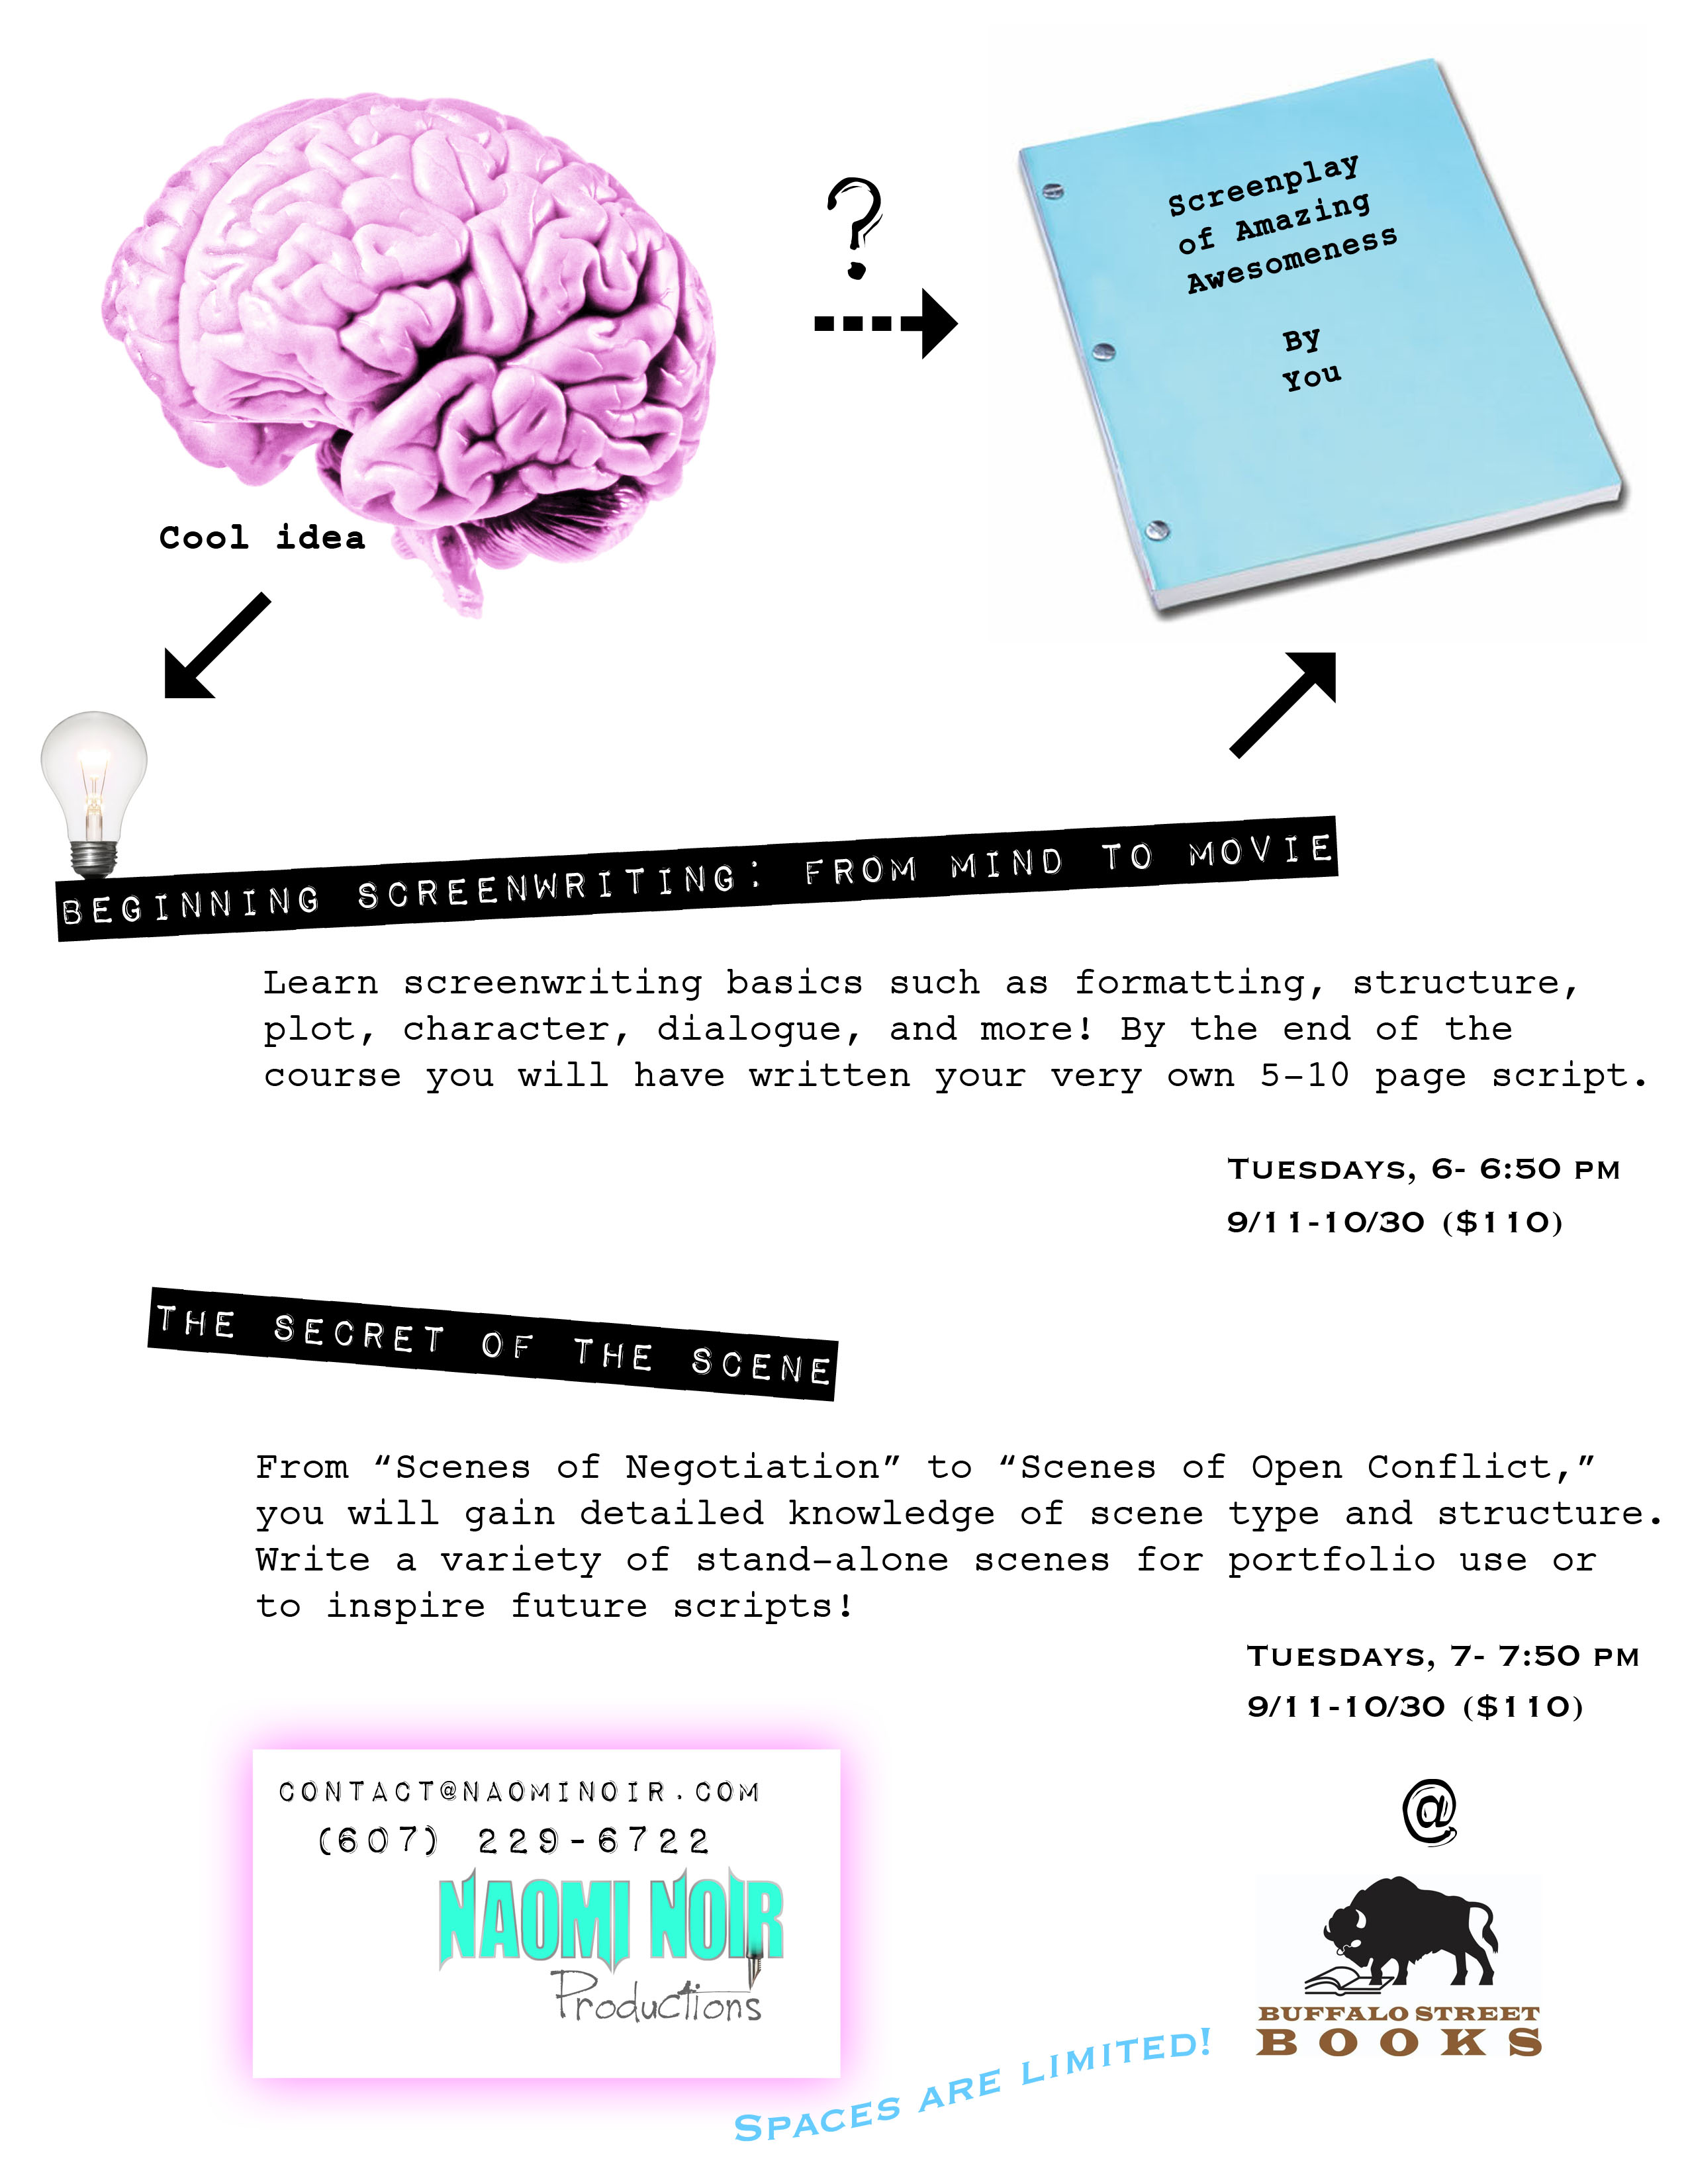 ?
Screenplay
of Amazing
Awesomeness
By
You
Cool idea
BEGINNING SCREENWRITING: FROM MIND TO MOVIE
Learn screenwriting basics such as formatting, structure,
plot, character, dialogue, and more! By the end of the
course you will have written your very own 5-10 page script.
Tuesdays, 6- 6:50 pm
9/11-10/30 ($110)
THE SECRET OF THE SCENE
From “Scenes of Negotiation” to “Scenes of Open Conflict,”
you will gain detailed knowledge of scene type and structure.
Write a variety of stand-alone scenes for portfolio use or
to inspire future scripts!
Tuesdays, 7- 7:50 pm
9/11-10/30 ($110)
CONTACT@NAOMINOIR.COM
(607) 229-6722
NAOMI NOIR
Productions
@
BUFFALO STREET
BOOKS
Spaces are limited!